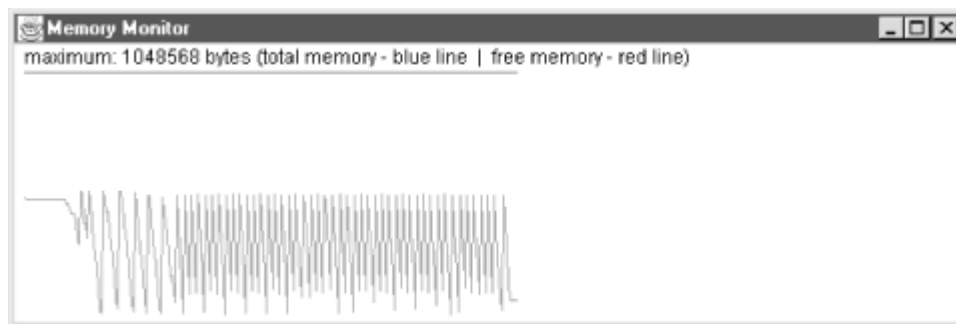 Memory Monitor
maximum: 1048568 bytes (total memory - blue line | free memory - red line)